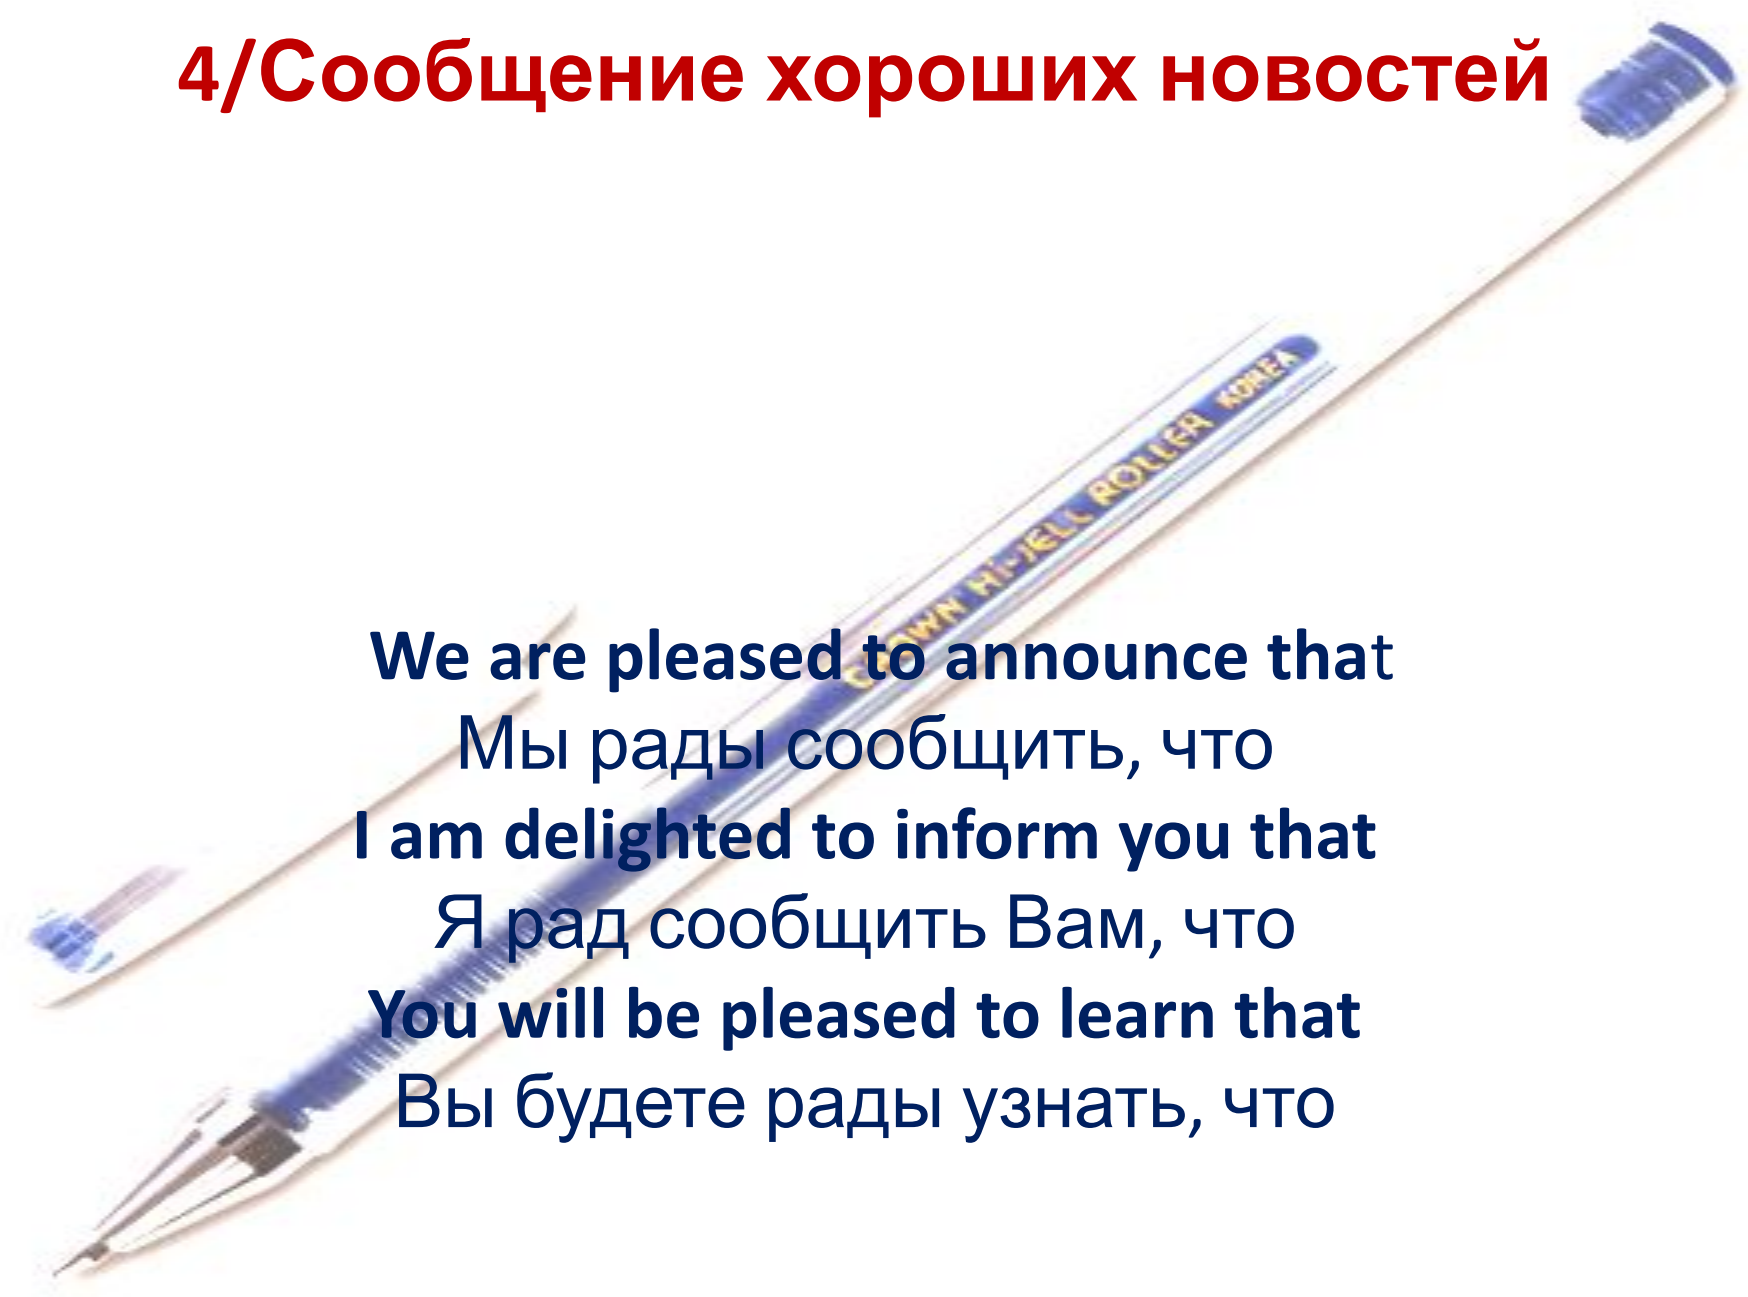 4/Сообщение хороших новостей
CROWN Hi-JELL ROLLER KOREA
We are pleased to announce that
Мы рады сообщить, что
I am delighted to inform you that
Я рад сообщить Вам, что
You will be pleased to learn that
Вы будете рады узнать, что